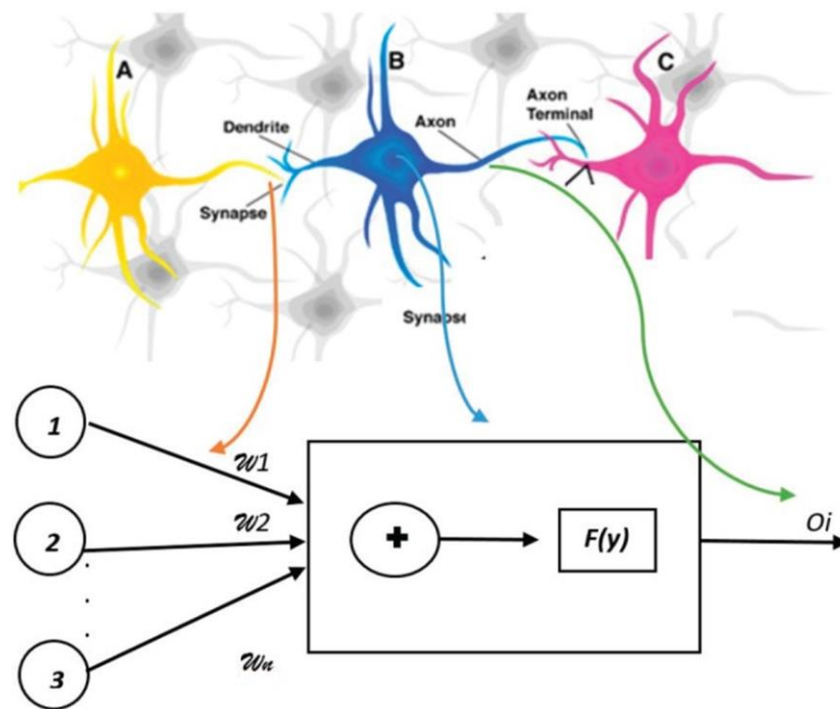 A
B
C
Dendrite
Axon
Axon
Terminal
Synapse
Synapse
1
w1
2
w2
+
F(y)
Oi
3
wn